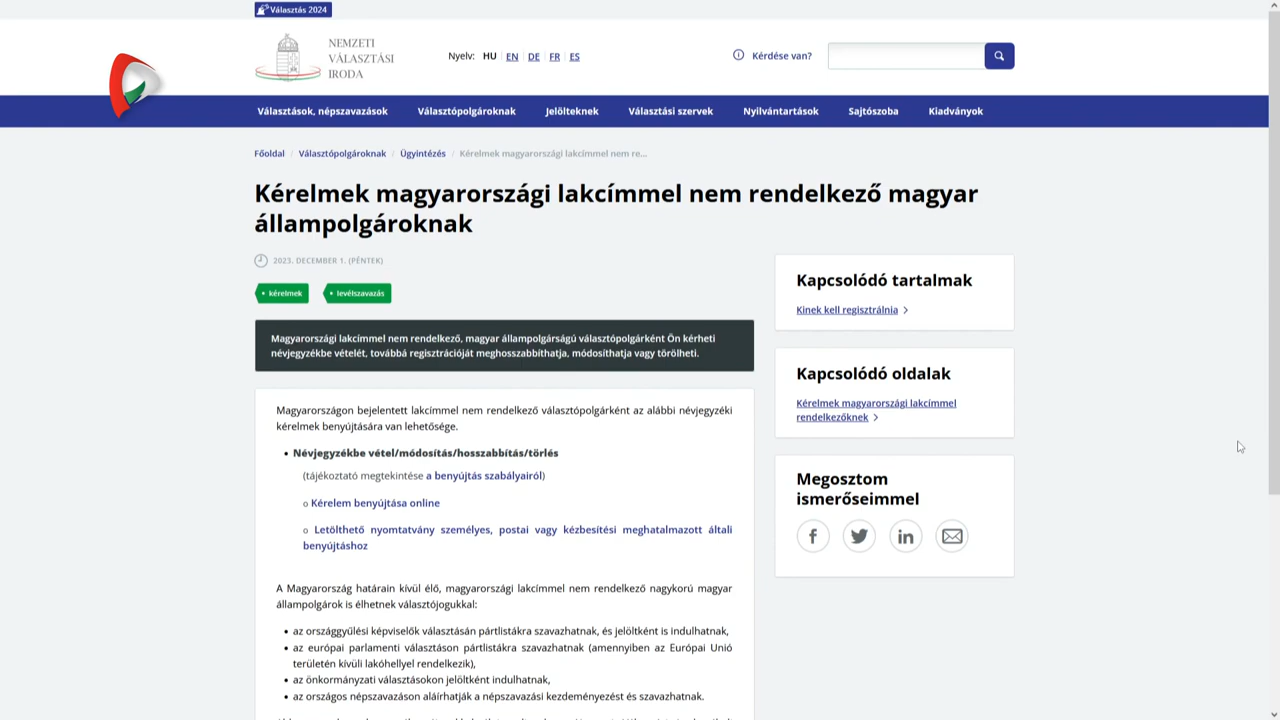 Választás 2024
NEMZETI
VÁLASZTÁSI
IRODA
Nyelv: HU EN DE FR ES
Kérdése van?
Választások, népszavazások Választópolgároknak Jelölteknek Választási szervek Nyilvántartások Sajtószoba Kiadványok
Főoldal / Választópolgároknak / Ügyintézés / Kérelmek magyarországi lakcímmel nem re...
Kérelmek magyarországi lakcímmel nem rendelkező magyar
állampolgároknak
2023. DECEMBER 1. (PÉNTEK)
• kérelmek • levélszavazás
Magyarországi lakcímmel nem rendelkező, magyar állampolgárságú választópolgárként Ön kérheti
névjegyzékbe vételét, továbbá regisztrációját meghosszabbíthatja, módosíthatja vagy törölheti.
Magyarországon bejelentett lakcímmel nem rendelkező választópolgárként az alábbi névjegyzéki
kérelmek benyújtására van lehetősége.
• Névjegyzékbe vétel/módosítás/hosszabbítás/törlés
(tájékoztató megtekintése a benyújtás szabályairól)
o Kérelem benyújtása online
o Letölthető nyomtatvány személyes, postai vagy kézbesítési meghatalmazott általi
benyújtáshoz
A Magyarország határain kívül élő, magyarországi lakcímmel nem rendelkező nagykorú magyar
állampolgárok is élhetnek választójogukkal:
• az országgyűlési képviselők választásán pártlistákra szavazhatnak, és jelöltként is indulhatnak,
• az európai parlamenti választáson pártlistákra szavazhatnak (amennyiben az Európai Unió
területén kívüli lakóhellyel rendelkezik),
• az önkormányzati választásokon jelöltként indulhatnak,
• az országos népszavazáson aláírhatják a népszavazási kezdeményezést és szavazhatnak.
Kapcsolódó tartalmak
Kinek kell regisztrálnia >
Kapcsolódó oldalak
Kérelmek magyarországi lakcímmel
rendelkezőknek >
Megosztom
ismerőseimmel